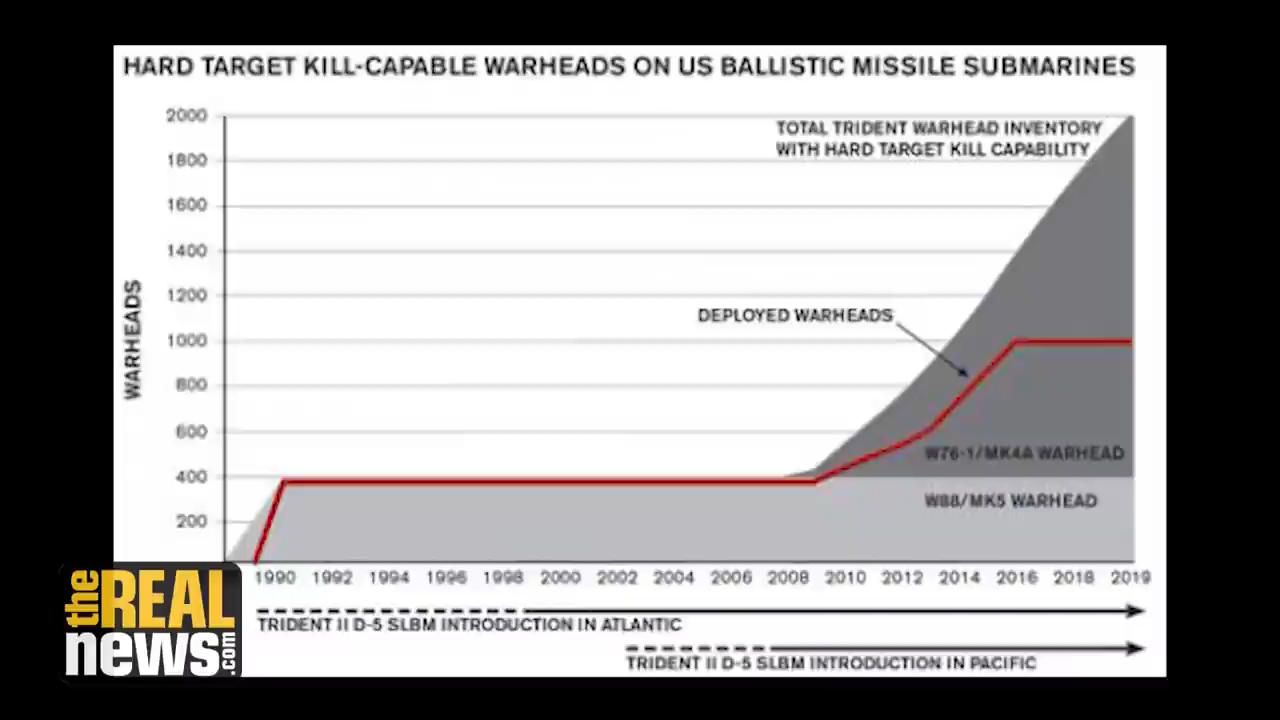 HARD TARGET KILL-CAPABLE WARHEADS ON US BALLISTIC MISSILE SUBMARINES
2000
TOTAL TRIDENT WARHEAD INVENTORY
WITH HARD TARGET KILL CAPABILITY
1800
1600
1400
1200
DEPLOYED WARHEADS
1000
WARHEADS
800
600
W76-1/MK4A WARHEAD
400
W88/MK5 WARHEAD
200
1990 1992 1994 1996 1998 2000 2002 2004 2006 2008 2010 2012 2014 2016 2018 2019
TRIDENT II D-5 SLBM INTRODUCTION IN ATLANTIC
TRIDENT II D-5 SLBM INTRODUCTION IN PACIFIC
the REAL
news.com